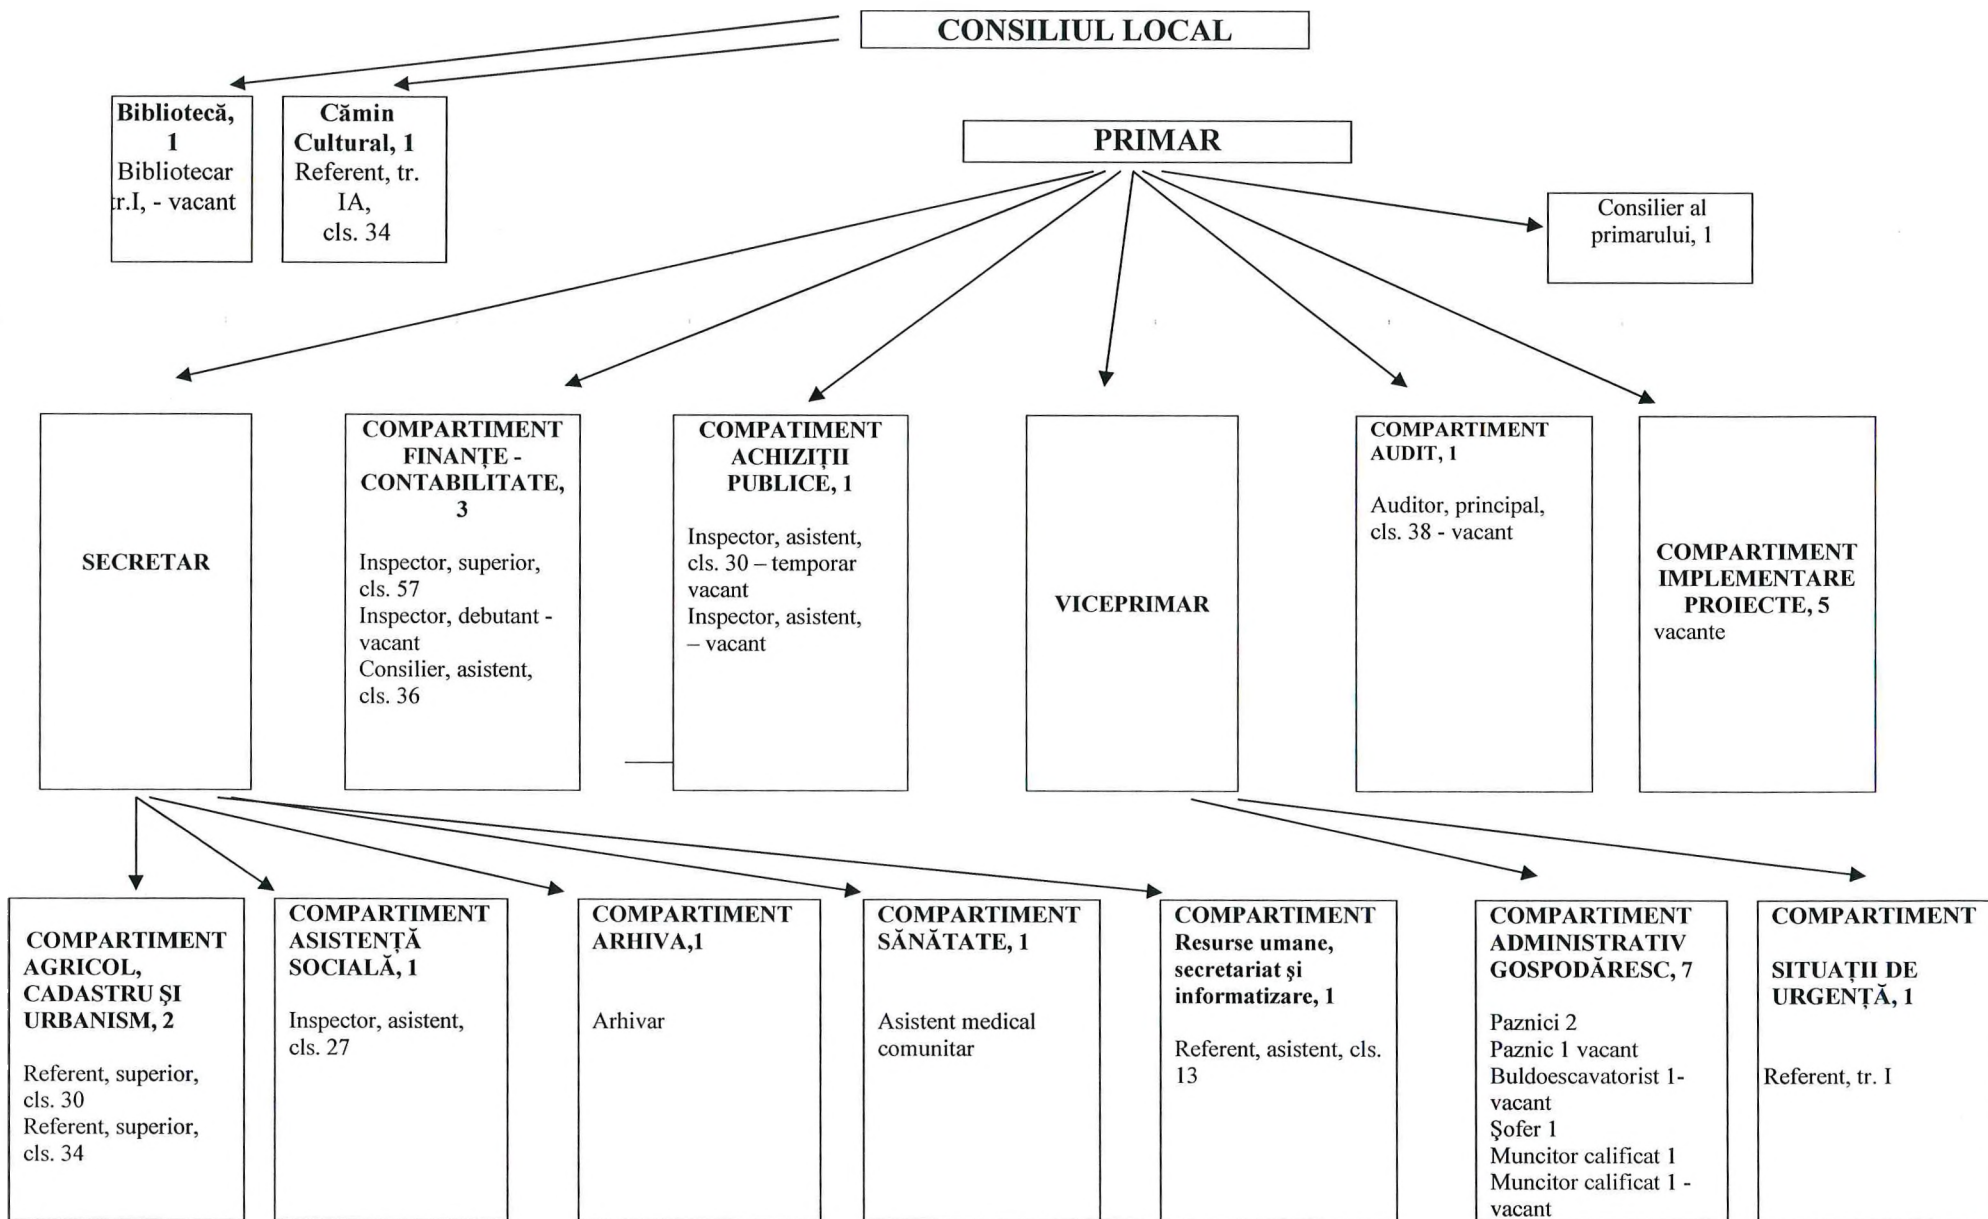 CONSILIUL LOCAL
Bibliotecă,
1
Bibliotecar
tr.I, - vacant
Cămin
Cultural, 1
Referent, tr.
IA,
cls. 34
PRIMAR
Consilier al
primarului, 1
SECRETAR
COMPARTIMENT
FINANȚE -
CONTABILITATE,
3
Inspector, superior,
cls. 57
Inspector, debutant -
vacant
Consilier, asistent,
cls. 36
COMPATIMENT
ACHIZIȚII
PUBLICE, 1
Inspector, asistent,
cls. 30 – temporar
vacant
Inspector, asistent,
– vacant
VICEPRIMAR
COMPARTIMENT
AUDIT, 1
Auditor, principal,
cls. 38 - vacant
COMPARTIMENT
IMPLEMENTARE
PROIECTE, 5
vacante
COMPARTIMENT
AGRICOL,
CADASTRU ŞI
URBANISM, 2
Referent, superior,
cls. 30
Referent, superior,
cls. 34
COMPARTIMENT
ASISTENȚĂ
SOCIALĂ, 1
Inspector, asistent,
cls. 27
COMPARTIMENT
ARHIVA,1
Arhivar
COMPARTIMENT
SĂNĂTATE, 1
Asistent medical
comunitar
COMPARTIMENT
Resurse umane,
secretariat şi
informatizare, 1
Referent, asistent, cls.
13
COMPARTIMENT
ADMINISTRATIV
GOSPODĂRESC, 7
Paznici 2
Paznic 1 vacant
Buldoescavatorist 1-
vacant
Şofer 1
Muncitor calificat 1
Muncitor calificat 1 -
vacant
COMPARTIMENT
SITUAȚII DE
URGENȚĂ, 1
Referent, tr. I